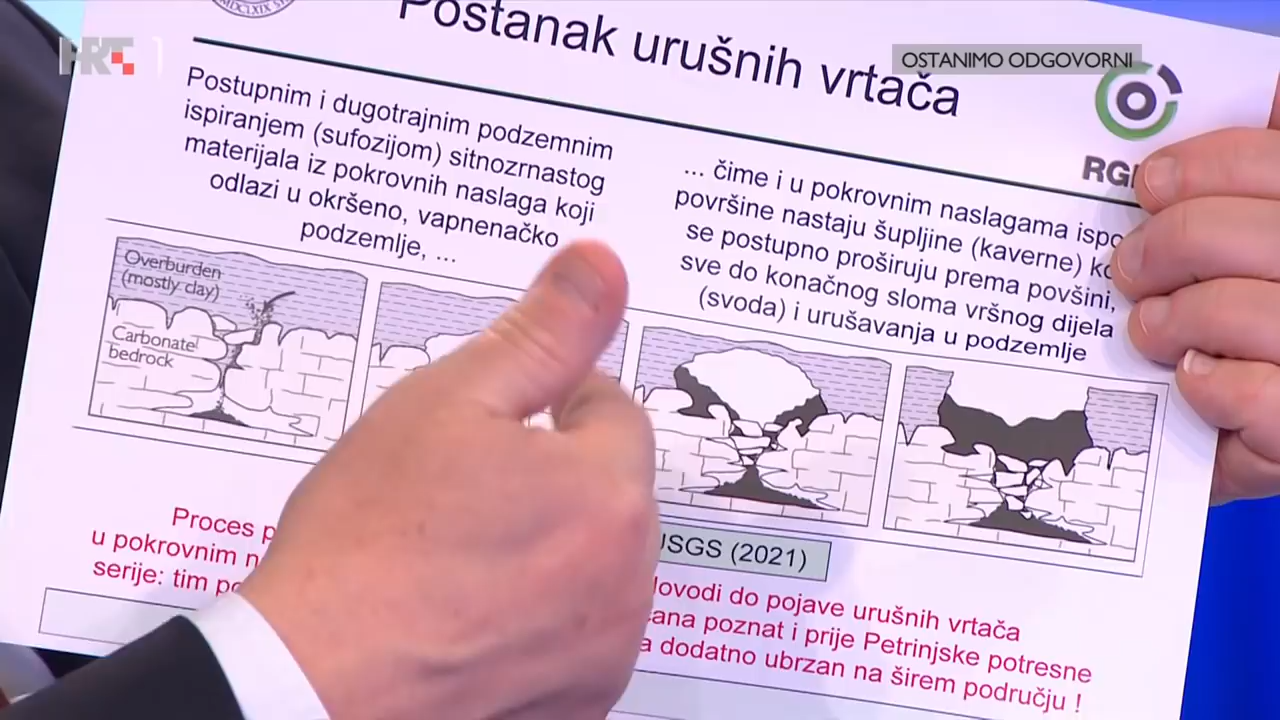 MDCLXIX
HRT 1
Postanak urušnih vrtača
OSTANIMO ODGOVORNI
Postupnim i dugotrajnim podzemnim
ispiranjem (sufozijom) sitnozrnastog
materijala iz pokrovnih naslaga koji
odlazi u okršeno, vapnenačko
podzemlje, ...
... čime i u pokrovnim naslagama
površine nastaju šupljine (kaverne)
se postupno proširuju prema povšini,
sve do konačnog sloma vršnog dijela
(svoda) i urušavanja u podzemlje
Overburden
(mostly clay)
Carbonate
bedrock
USGS (2021)
Proces
u pokrovnim
serije: tim
dovodi do pojave urušnih vrtača
poznat i prije Petrinjske potresne
dodatno ubrzan na širem području !